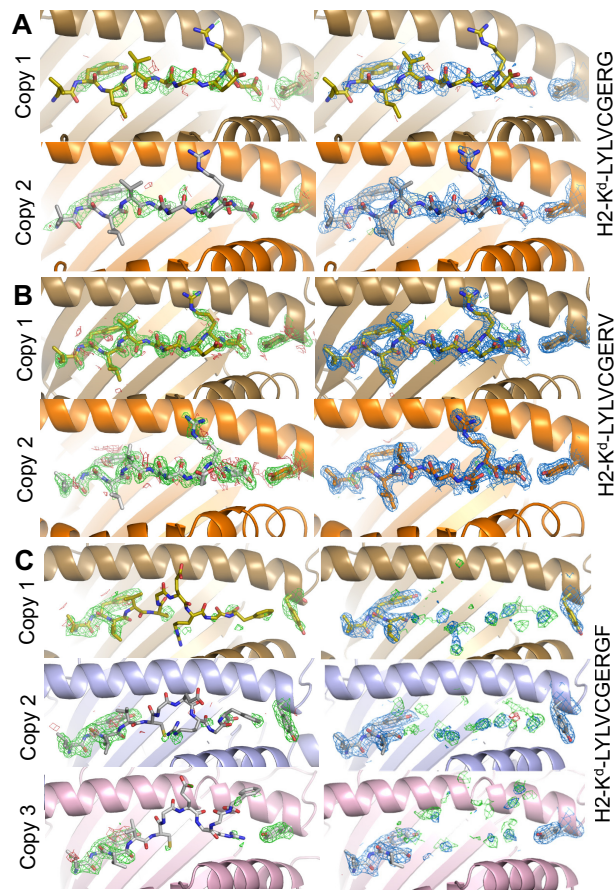 A
Copy 1
Copy 2
H2-Kᵈ-LYLVCGERG
B
Copy 1
Copy 2
H2-Kᵈ-LYLVCGERV
C
Copy 1
Copy 2
Copy 3
H2-Kᵈ-LYLVCGERGF